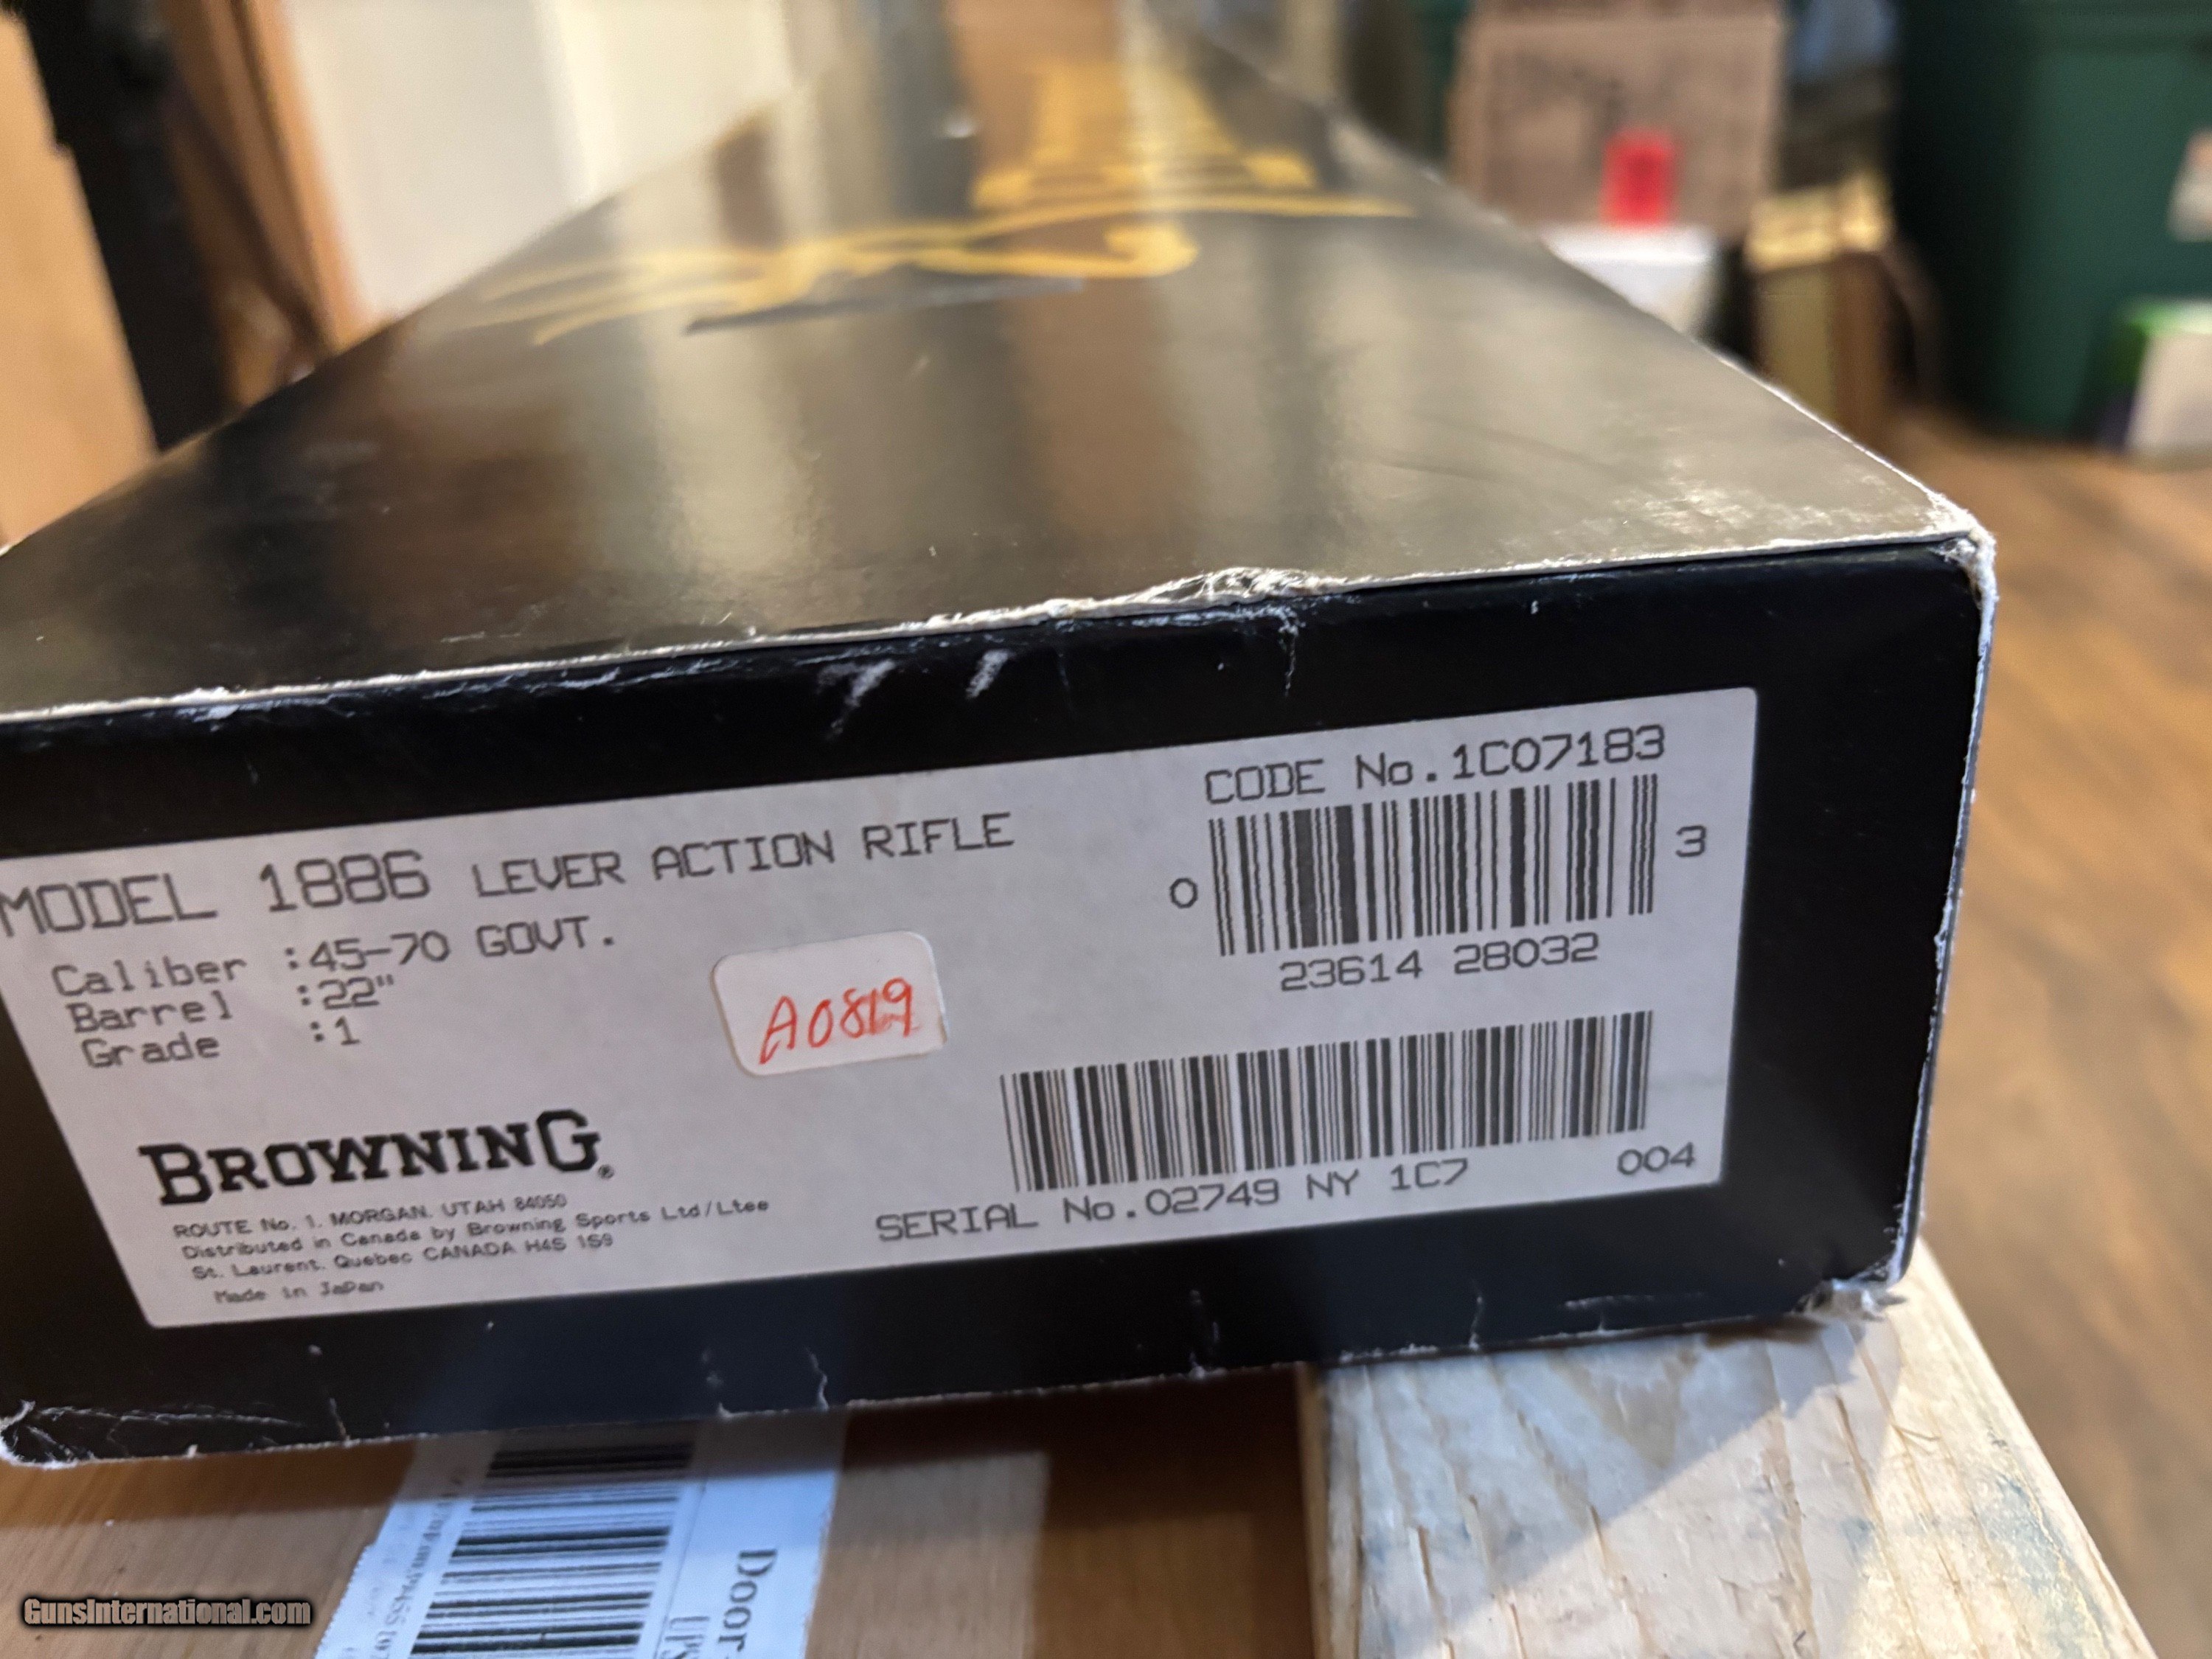 CODE No.1C07183
MODEL 1886 LEVER ACTION RIFLE
0
3
Caliber :45-70 GOVT.
23614 28032
Barrel :22"
Grade :1
A0819
BROWNING®
ROUTE No. 1. MORGAN. UTAH 84050
Distributed in Canada by Browning Sports Ltd/Ltee
St. Laurent. Quebec CANADA H4S 1S9
Made in Japan
004
SERIAL No.02749 NY 1C7
Door
UPS
GunsInternational.com